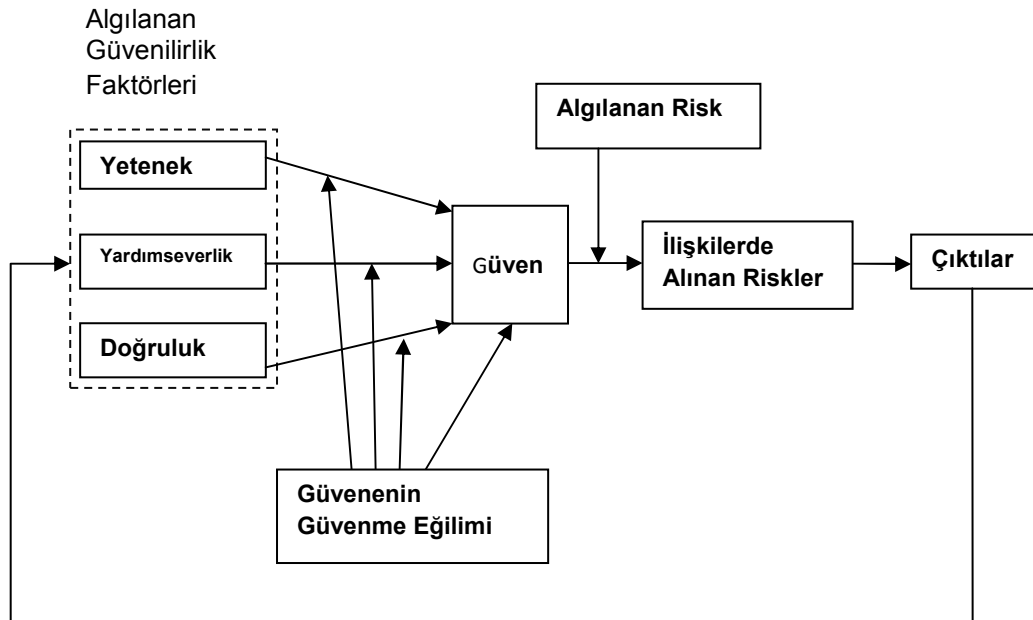 Algılanan
Güvenilirlik
Faktörleri
Algılanan Risk
Yetenek
Yardımseverlik
Doğruluk
Güven
İlişkilerde
Alınan Riskler
Çıktılar
Güvenenin
Güvenme Eğilimi